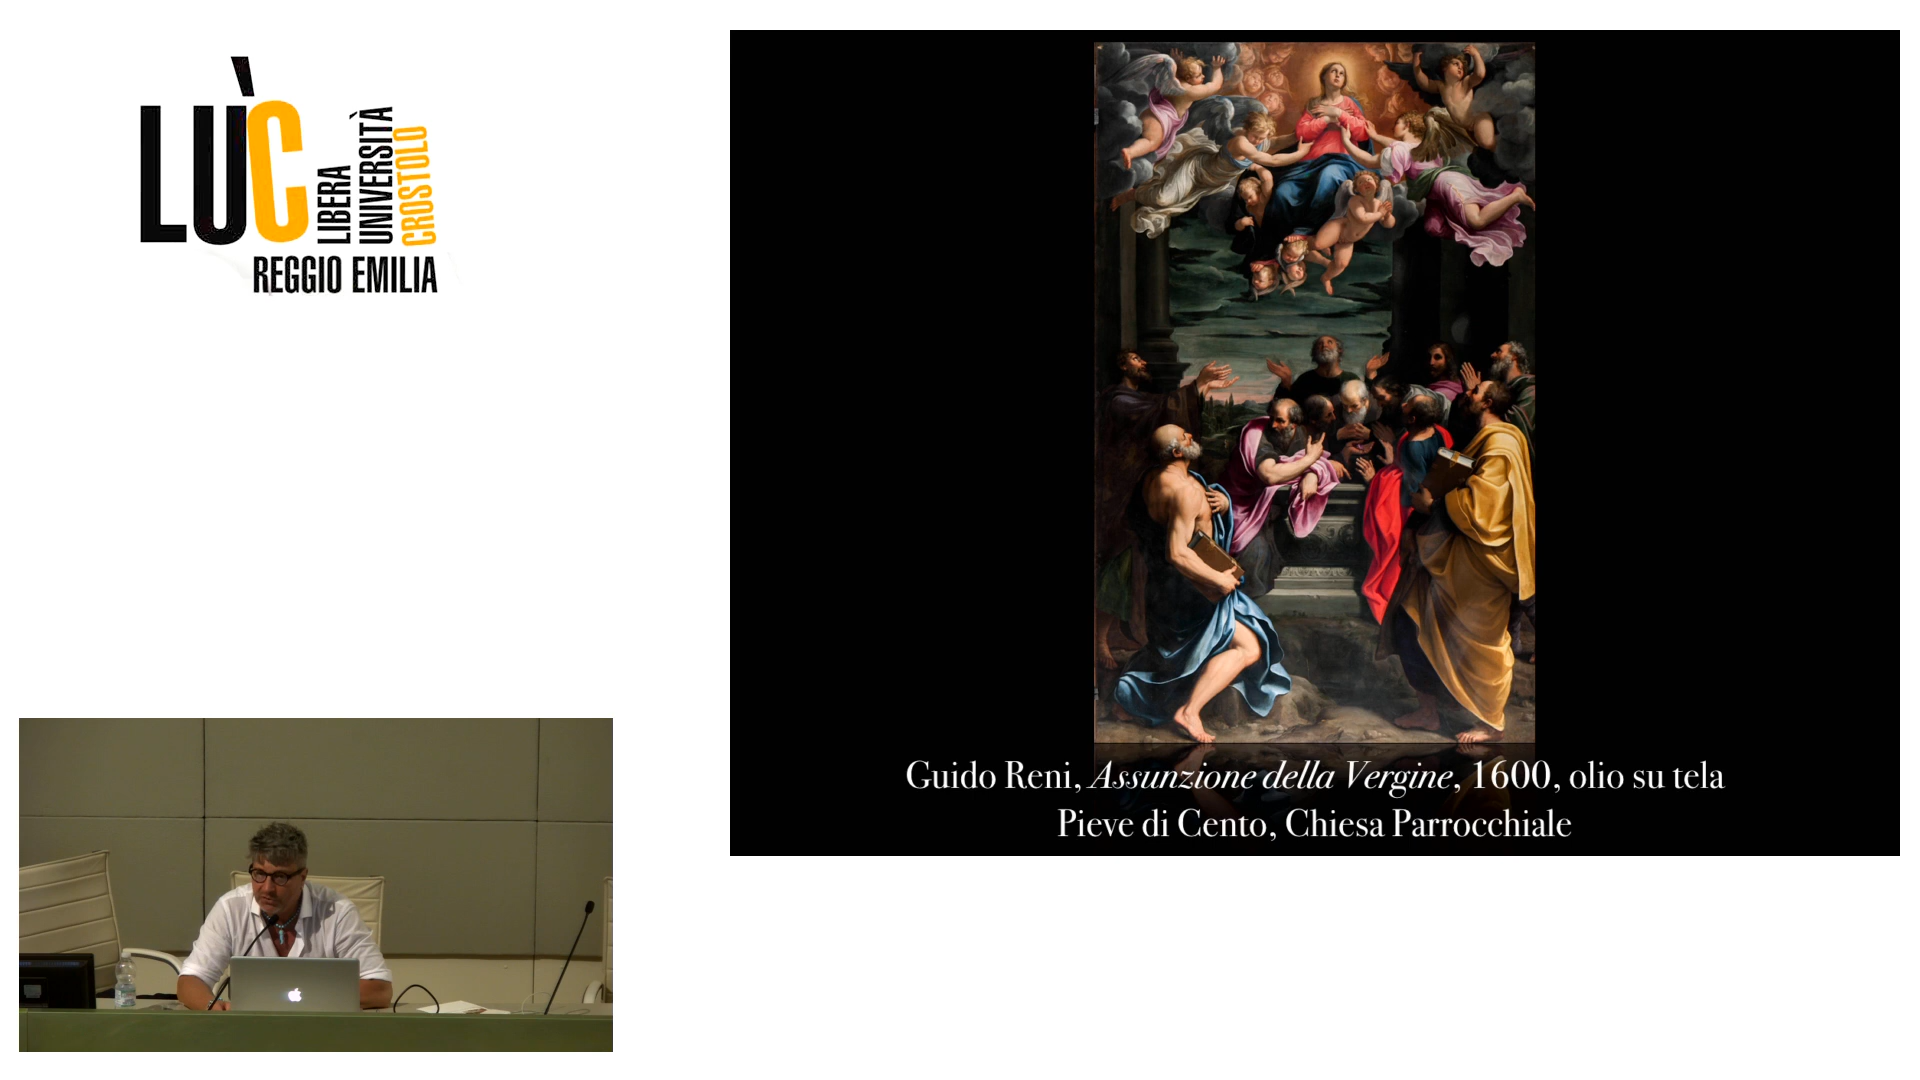 LÙC
LIBERA
UNIVERSITÀ
CROSTOLO
REGGIO EMILIA
Guido Reni, Assunzione della Vergine, 1600, olio su tela
Pieve di Cento, Chiesa Parrocchiale